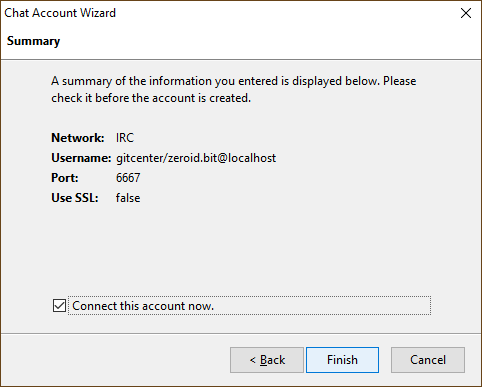 Chat Account Wizard
Summary
A summary of the information you entered is displayed below. Please
check it before the account is created.
Network: IRC
Username: gitcenter/zeroid.bit@localhost
Port: 6667
Use SSL: false
Connect this account now.
< Back Finish Cancel